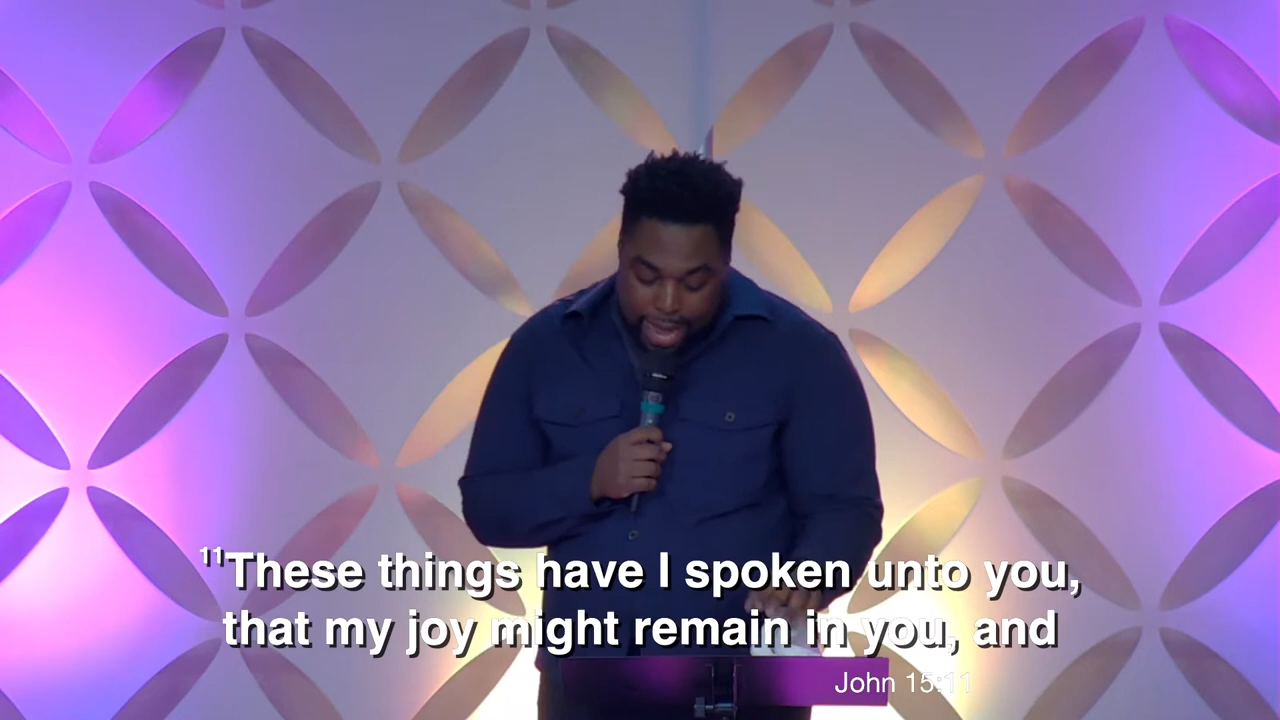 ¹¹These things have I spoken unto you,
that my joy might remain in you, and
John 15:11